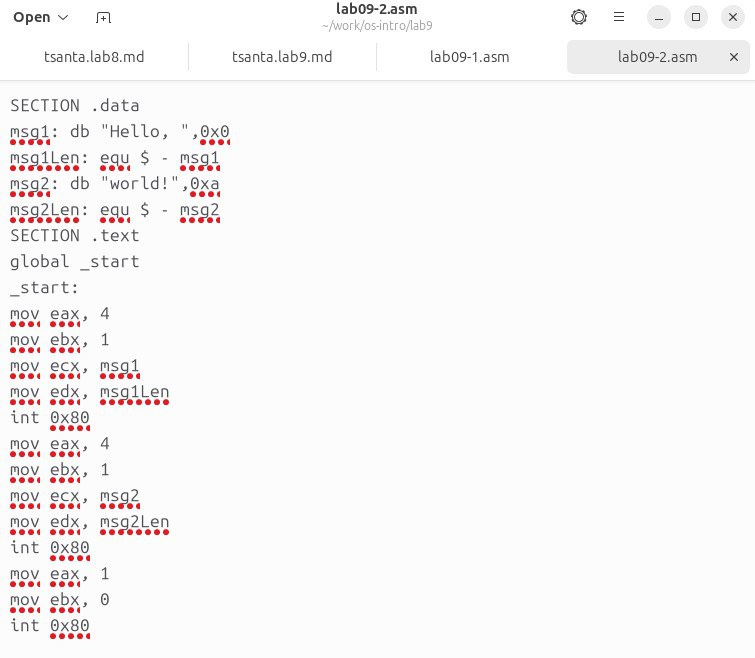 Open
lab09-2.asm
~/work/os-intro/lab9
tsanta.lab8.md
tsanta.lab9.md
lab09-1.asm
lab09-2.asm
SECTION .data
msg1: db "Hello, ",0x0
msg1Len: equ $ - msg1
msg2: db "world!",0xa
msg2Len: equ $ - msg2
SECTION .text
global _start
_start:
mov eax, 4
mov ebx, 1
mov ecx, msg1
mov edx, msg1Len
int 0x80
mov eax, 4
mov ebx, 1
mov ecx, msg2
mov edx, msg2Len
int 0x80
mov eax, 1
mov ebx, 0
int 0x80